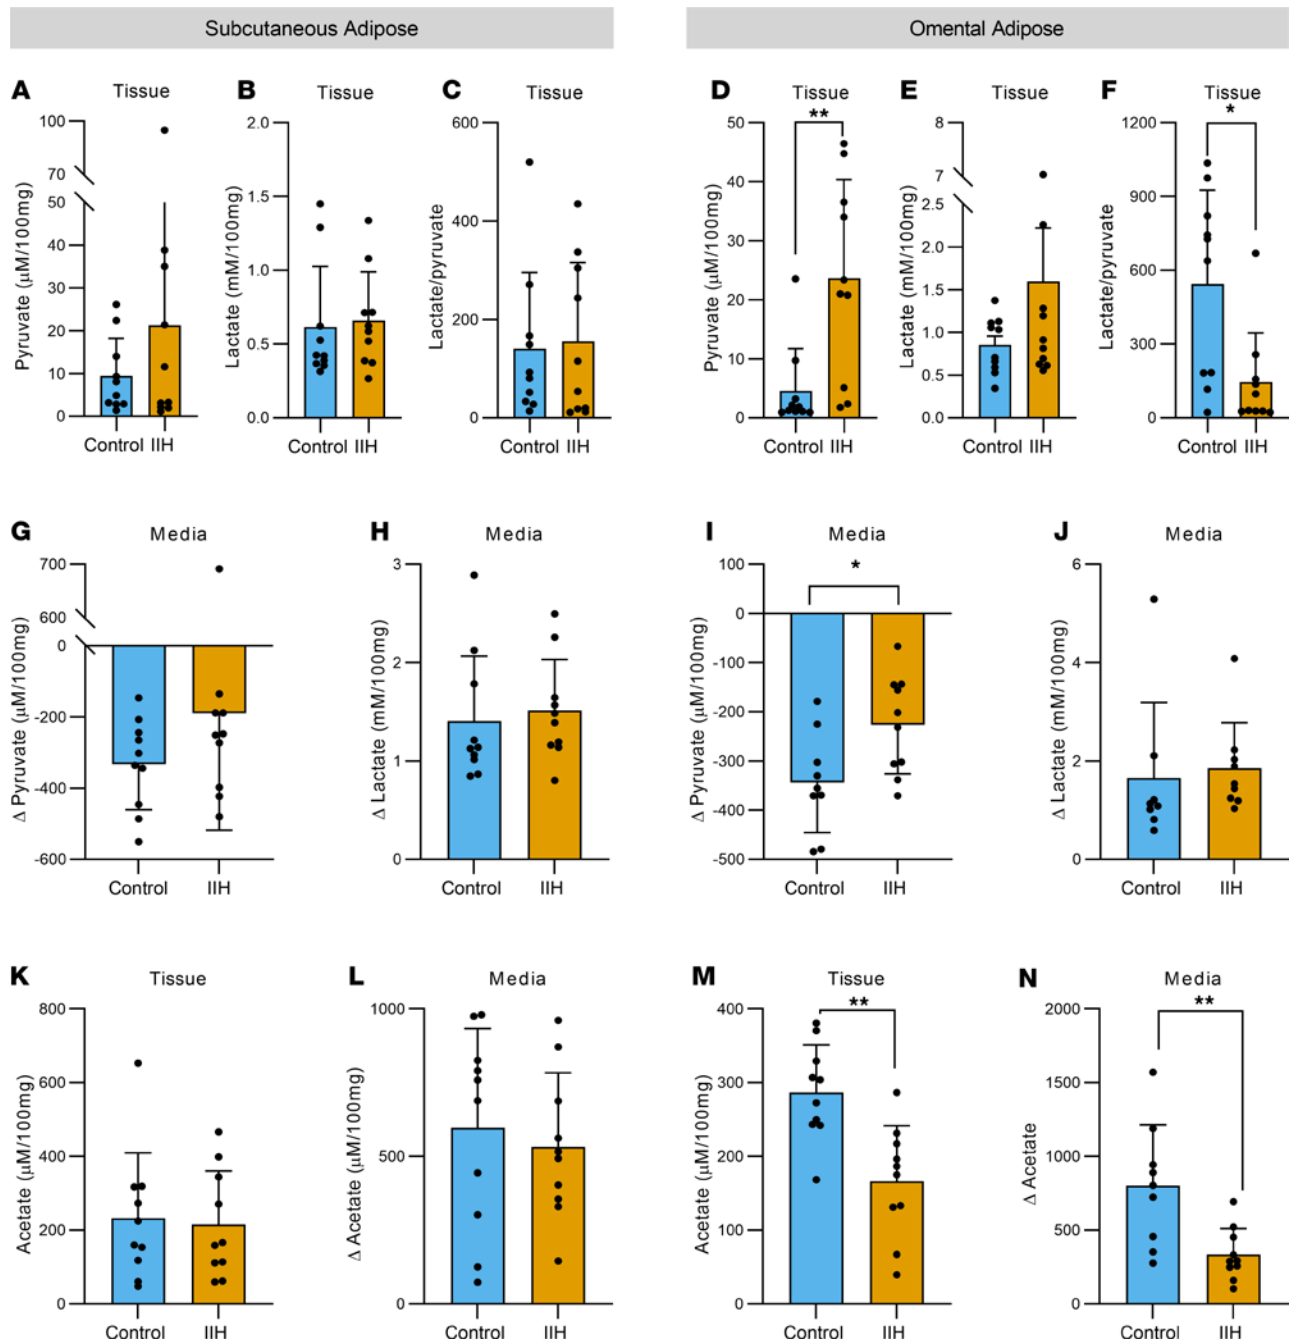 Subcutaneous Adipose
Omental Adipose
A
Tissue
Pyruvate (µM/100mg)
100
70
50
40
30
20
10
0
Control IIH
B
Tissue
Lactate (mM/100mg)
2.0
1.5
1.0
0.5
0.0
Control IIH
C
Tissue
Lactate/pyruvate
600
400
200
0
Control IIH
D
Tissue
**
Pyruvate (µM/100mg)
50
40
30
20
10
0
Control IIH
E
Tissue
Lactate (mM/100mg)
8
7
2.5
2.0
1.5
1.0
0.5
0.0
Control IIH
F
Tissue
*
Lactate/pyruvate
1200
900
600
300
0
Control IIH
G
Media
Δ Pyruvate (µM/100mg)
700
600
0
-200
-400
-600
Control IIH
H
Media
Δ Lactate (mM/100mg)
3
2
1
0
Control IIH
I
Media
*
Δ Pyruvate (µM/100mg)
100
0
-100
-200
-300
-400
-500
Control IIH
J
Media
Δ Lactate (mM/100mg)
6
4
2
0
Control IIH
K
Tissue
Acetate (µM/100mg)
800
600
400
200
0
Control IIH
L
Media
Δ Acetate (µM/100mg)
1000
500
0
Control IIH
M
Tissue
**
Acetate (µM/100mg)
400
300
200
100
0
Control IIH
N
Media
**
Δ Acetate
2000
1500
1000
500
0
Control IIH